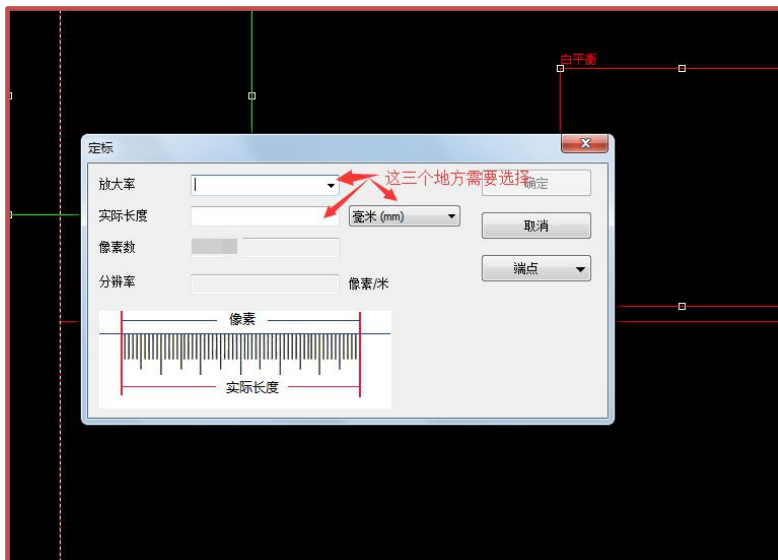 白平衡
定标
放大率
这三个地方需要选择
确定
实际长度
毫米 (mm)
取消
像素数
端点
分辨率
像素/米
像素
实际长度